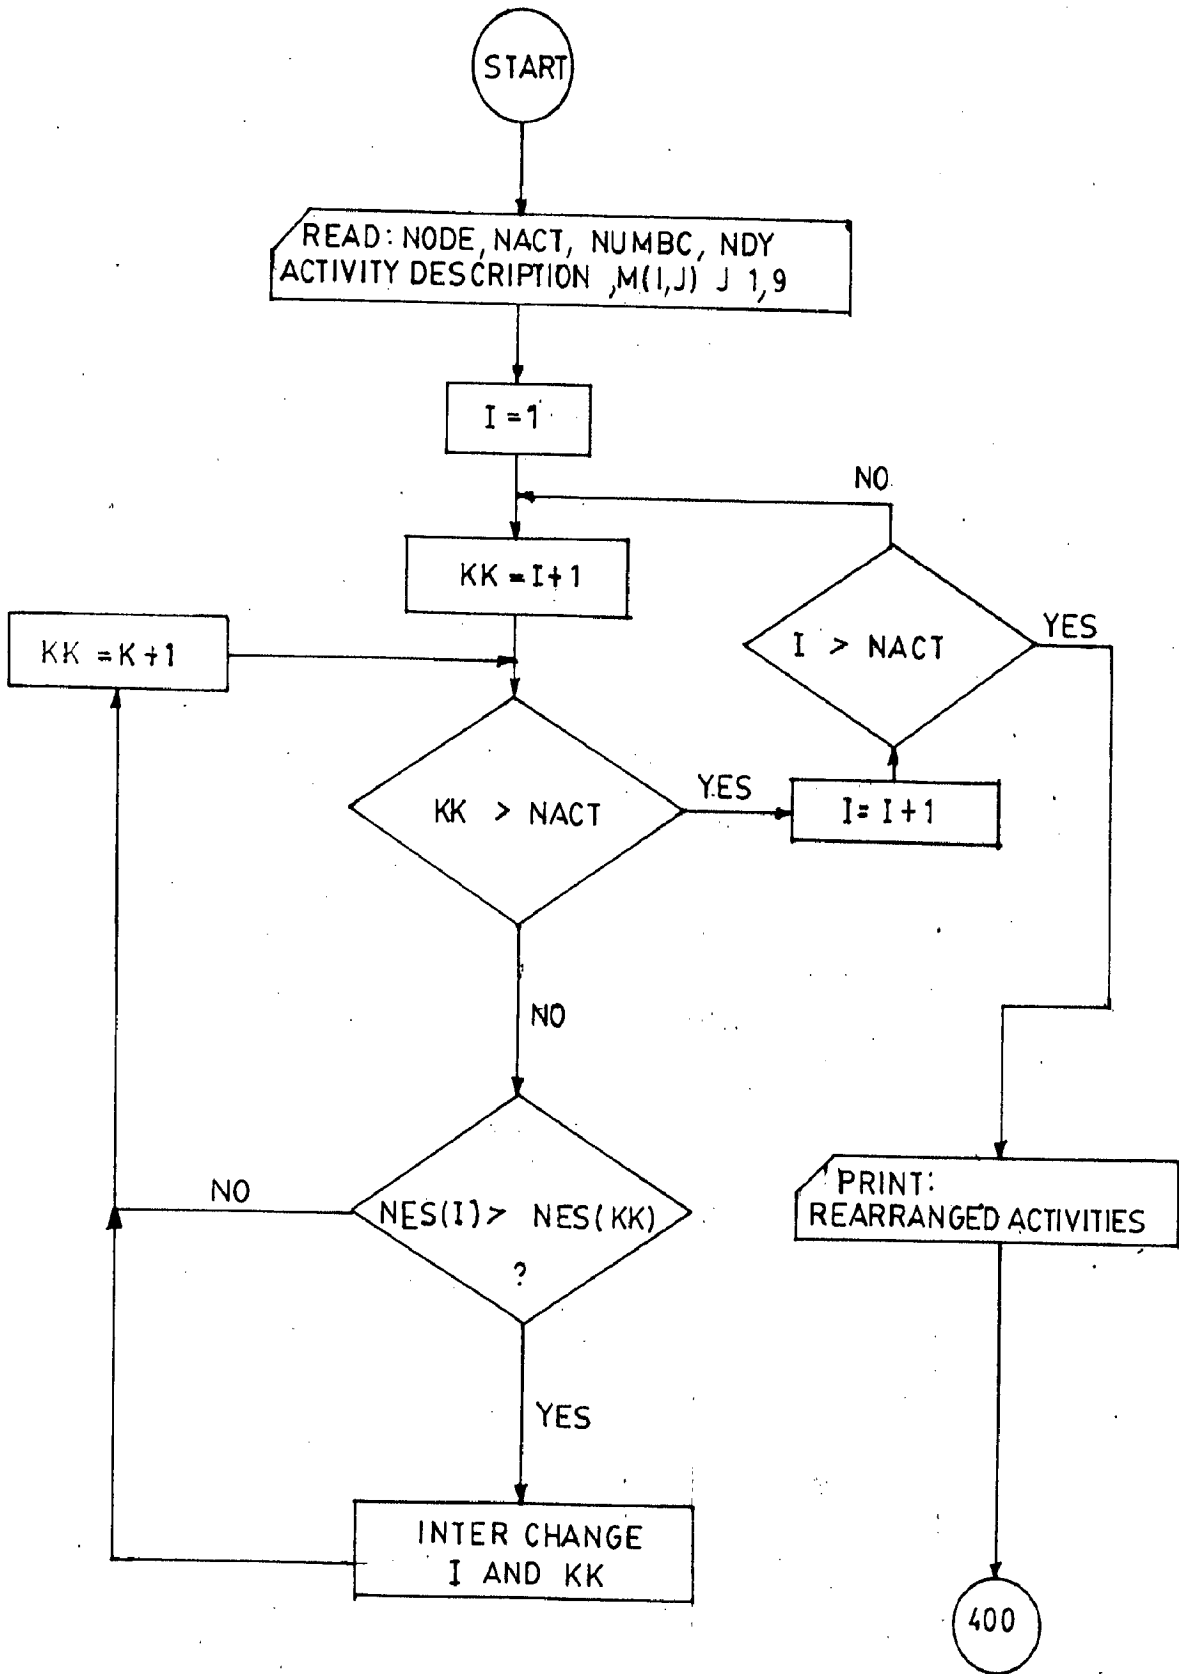 START
READ: NODE, NACT, NUMBC, NDY
ACTIVITY DESCRIPTION ,M(I,J) J 1,9
I = 1
NO
KK = I+1
KK = K+1
I > NACT
YES
KK > NACT
YES
I = I+1
NO
NES(I) > NES(KK)
?
NO
PRINT:
REARRANGED ACTIVITIES
YES
INTER CHANGE
I AND KK
400